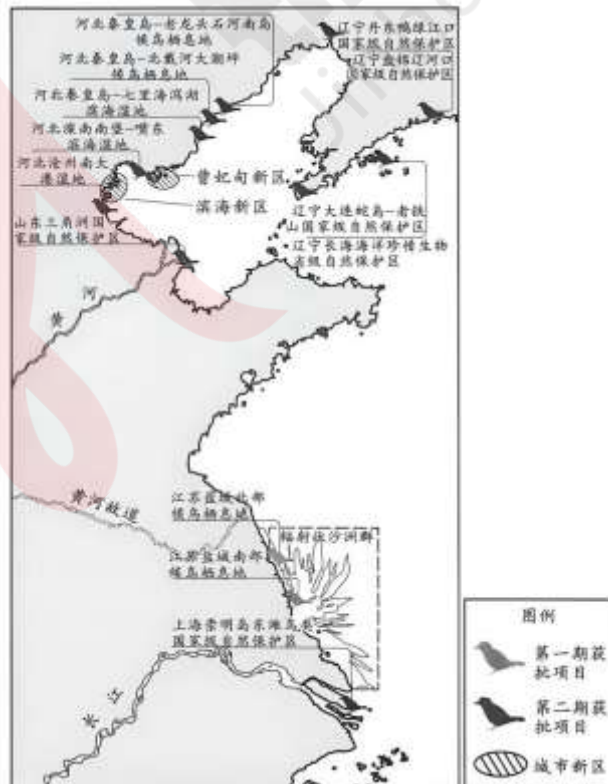 河北秦皇岛-老龙头石河南岛
候鸟栖息地
河北秦皇岛-北戴河大潮坪
候鸟栖息地
河北秦皇岛-七里海潟湖
滨海湿地
河北滦南南堡-嘴东
滨海湿地
河北沧州南大
港湿地
山东三角洲国
家级自然保护区
辽宁丹东鸭绿江口
国家级自然保护区
辽宁盘锦辽河口
国家级自然保护区
曹妃甸新区
滨海新区
辽宁大连蛇岛-老铁
山国家级自然保护区
辽宁长海海洋珍惜生物
省级自然保护区
黄河
黄河故道
江苏盐城北部
候鸟栖息地
辐射状沙洲群
江苏盐城南部
候鸟栖息地
上海崇明岛东滩鸟类
国家级自然保护区
长江
图例
第一期获
批项目
第二期获
批项目
城市新区